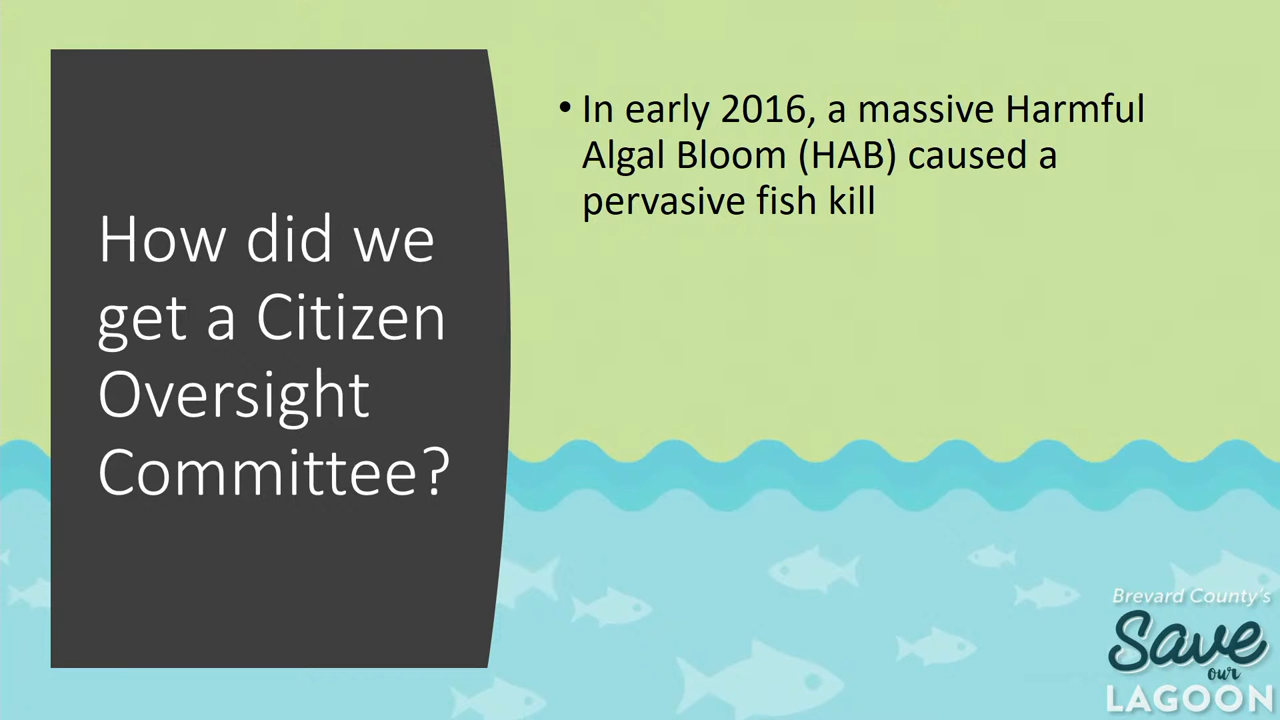 How did we
get a Citizen
Oversight
Committee?
• In early 2016, a massive Harmful
Algal Bloom (HAB) caused a
pervasive fish kill
Brevard County's
Save
our
LAGOON